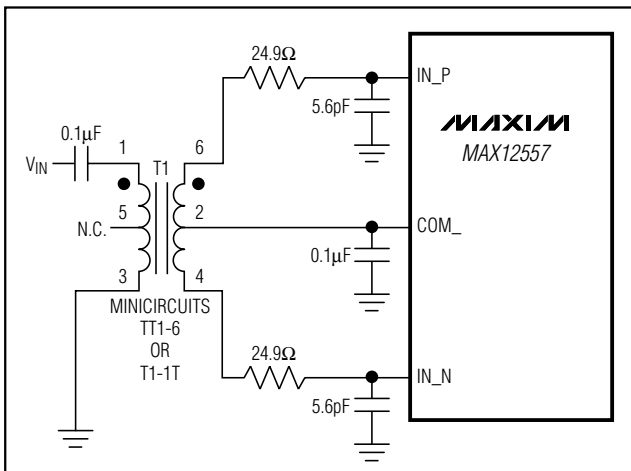 24.9Ω
IN_P
5.6pF
MAXIM
MAX12557
0.1μF
VIN
1
6
T1
5
2
N.C.
COM_
0.1μF
3
4
MINICIRCUITS
TT1-6
OR
T1-1T
24.9Ω
IN_N
5.6pF